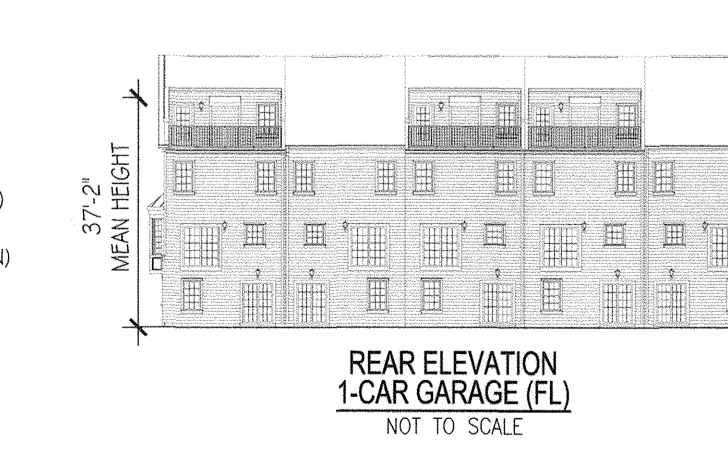 )
N)
37'-2"
MEAN HEIGHT
REAR ELEVATION
1-CAR GARAGE (FL)
NOT TO SCALE